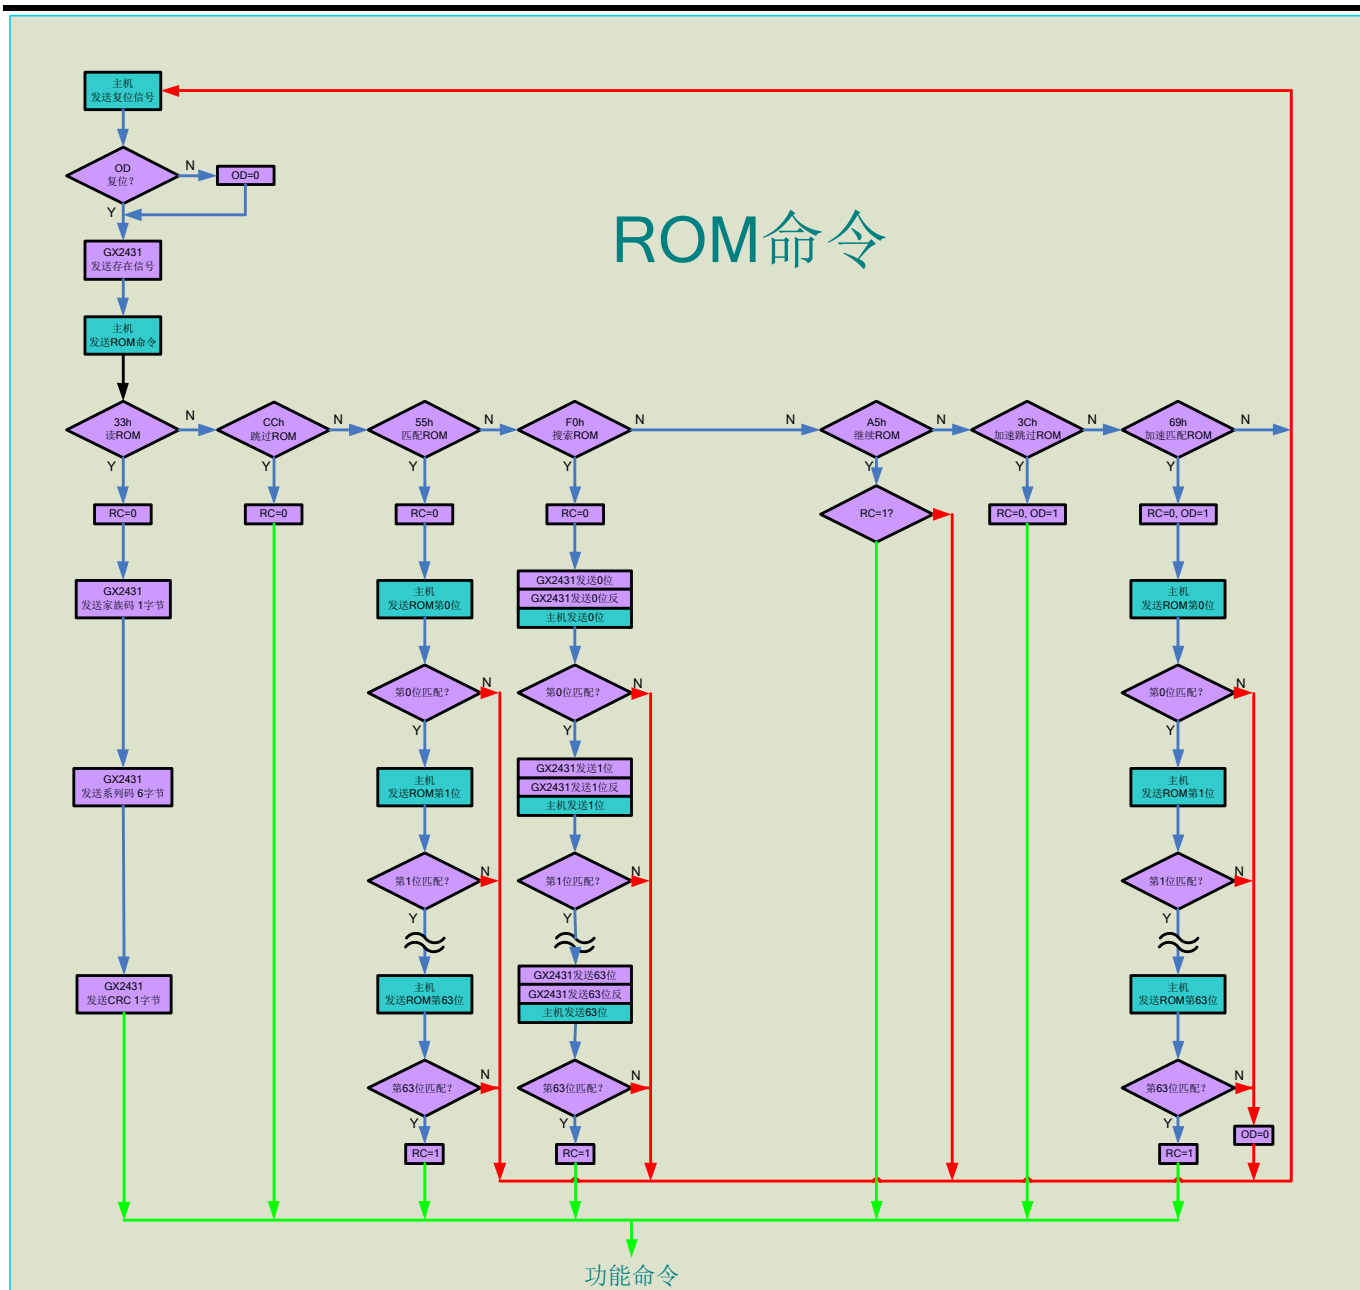 主机
发送复位信号
OD
复位？
N
OD=0
Y
GX2431
发送存在信号
ROM命令
主机
发送ROM命令
33h
读ROM
N
CCh
跳过ROM
N
55h
匹配ROM
N
F0h
搜索ROM
N
N
A5h
继续ROM
N
3Ch
加速跳过ROM
N
69h
加速匹配ROM
N
Y
Y
Y
Y
Y
Y
Y
RC=0
RC=0
RC=0
RC=0
RC=1?
RC=0, OD=1
RC=0, OD=1
GX2431
发送家族码 1字节
主机
发送ROM第0位
GX2431发送0位
GX2431发送0位反
主机发送0位
主机
发送ROM第0位
第0位匹配？
N
第0位匹配？
N
第0位匹配？
N
Y
Y
Y
GX2431
发送系列码 6字节
主机
发送ROM第1位
GX2431发送1位
GX2431发送1位反
主机发送1位
主机
发送ROM第1位
第1位匹配？
N
第1位匹配？
N
第1位匹配？
N
Y
Y
Y
GX2431
发送CRC 1字节
主机
发送ROM第63位
GX2431发送63位
GX2431发送63位反
主机发送63位
主机
发送ROM第63位
第63位匹配？
N
第63位匹配？
N
第63位匹配？
N
Y
Y
Y
OD=0
RC=1
RC=1
RC=1
功能命令